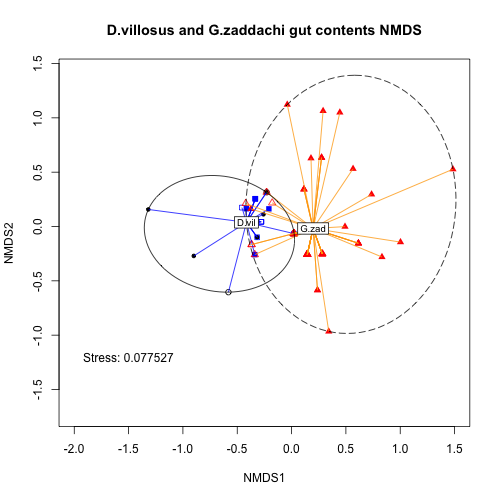 D.villosus and G.zaddachi gut contents NMDS
1.5
1.0
0.5
0.0
-0.5
-1.0
-1.5
NMDS2
D.vil
G.zad
Stress: 0.077527
-2.0 -1.5 -1.0 -0.5 0.0 0.5 1.0 1.5
NMDS1